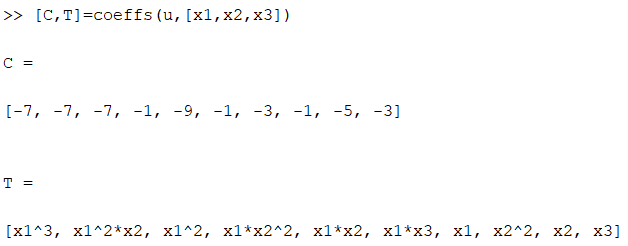 >> [C,T]=coeffs(u,[x1,x2,x3])
C =
[-7, -7, -7, -1, -9, -1, -3, -1, -5, -3]
T =
[x1^3, x1^2*x2, x1^2, x1*x2^2, x1*x2, x1*x3, x1, x2^2, x2, x3]